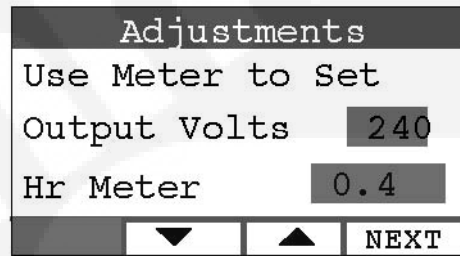 Adjustments
Use Meter to Set
Output Volts 240
Hr Meter 0.4
NEXT